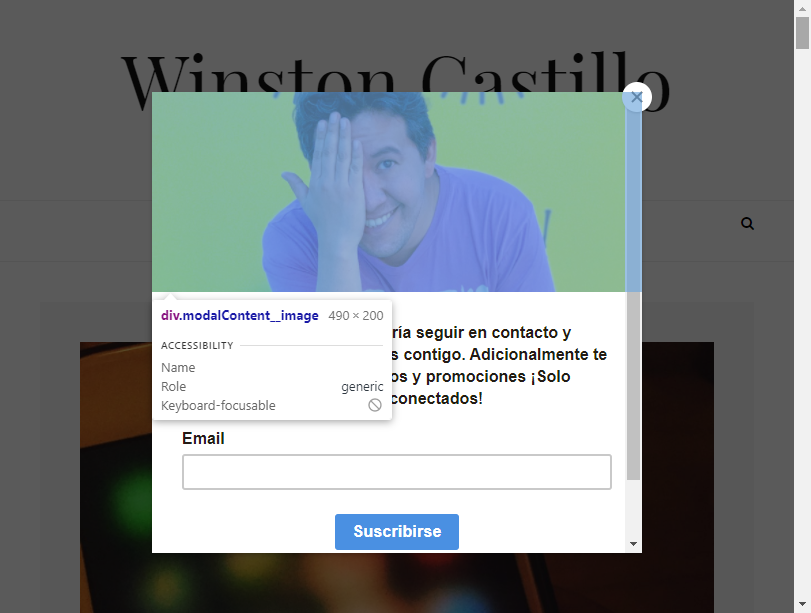 Winston Castillo
div.modalContent__image 490 × 200
ACCESSIBILITY
Name
Role generic
Keyboard-focusable
ría seguir en contacto y
s contigo. Adicionalmente te
os y promociones ¡Solo
conectados!
Email
Suscribirse